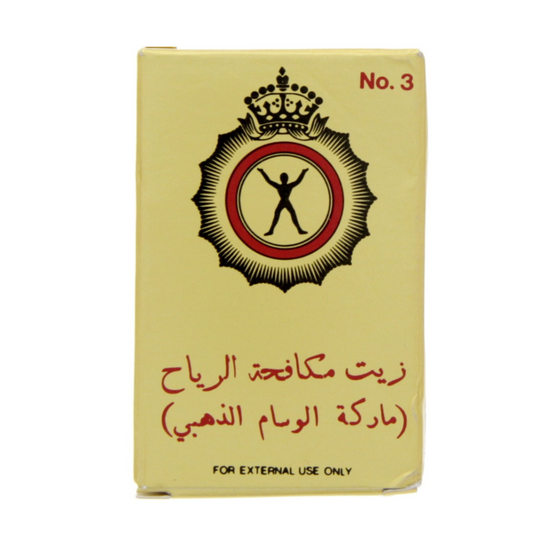 No. 3
زيت مكافحة الرياح
(ماركة الوسام الذهبي)
FOR EXTERNAL USE ONLY